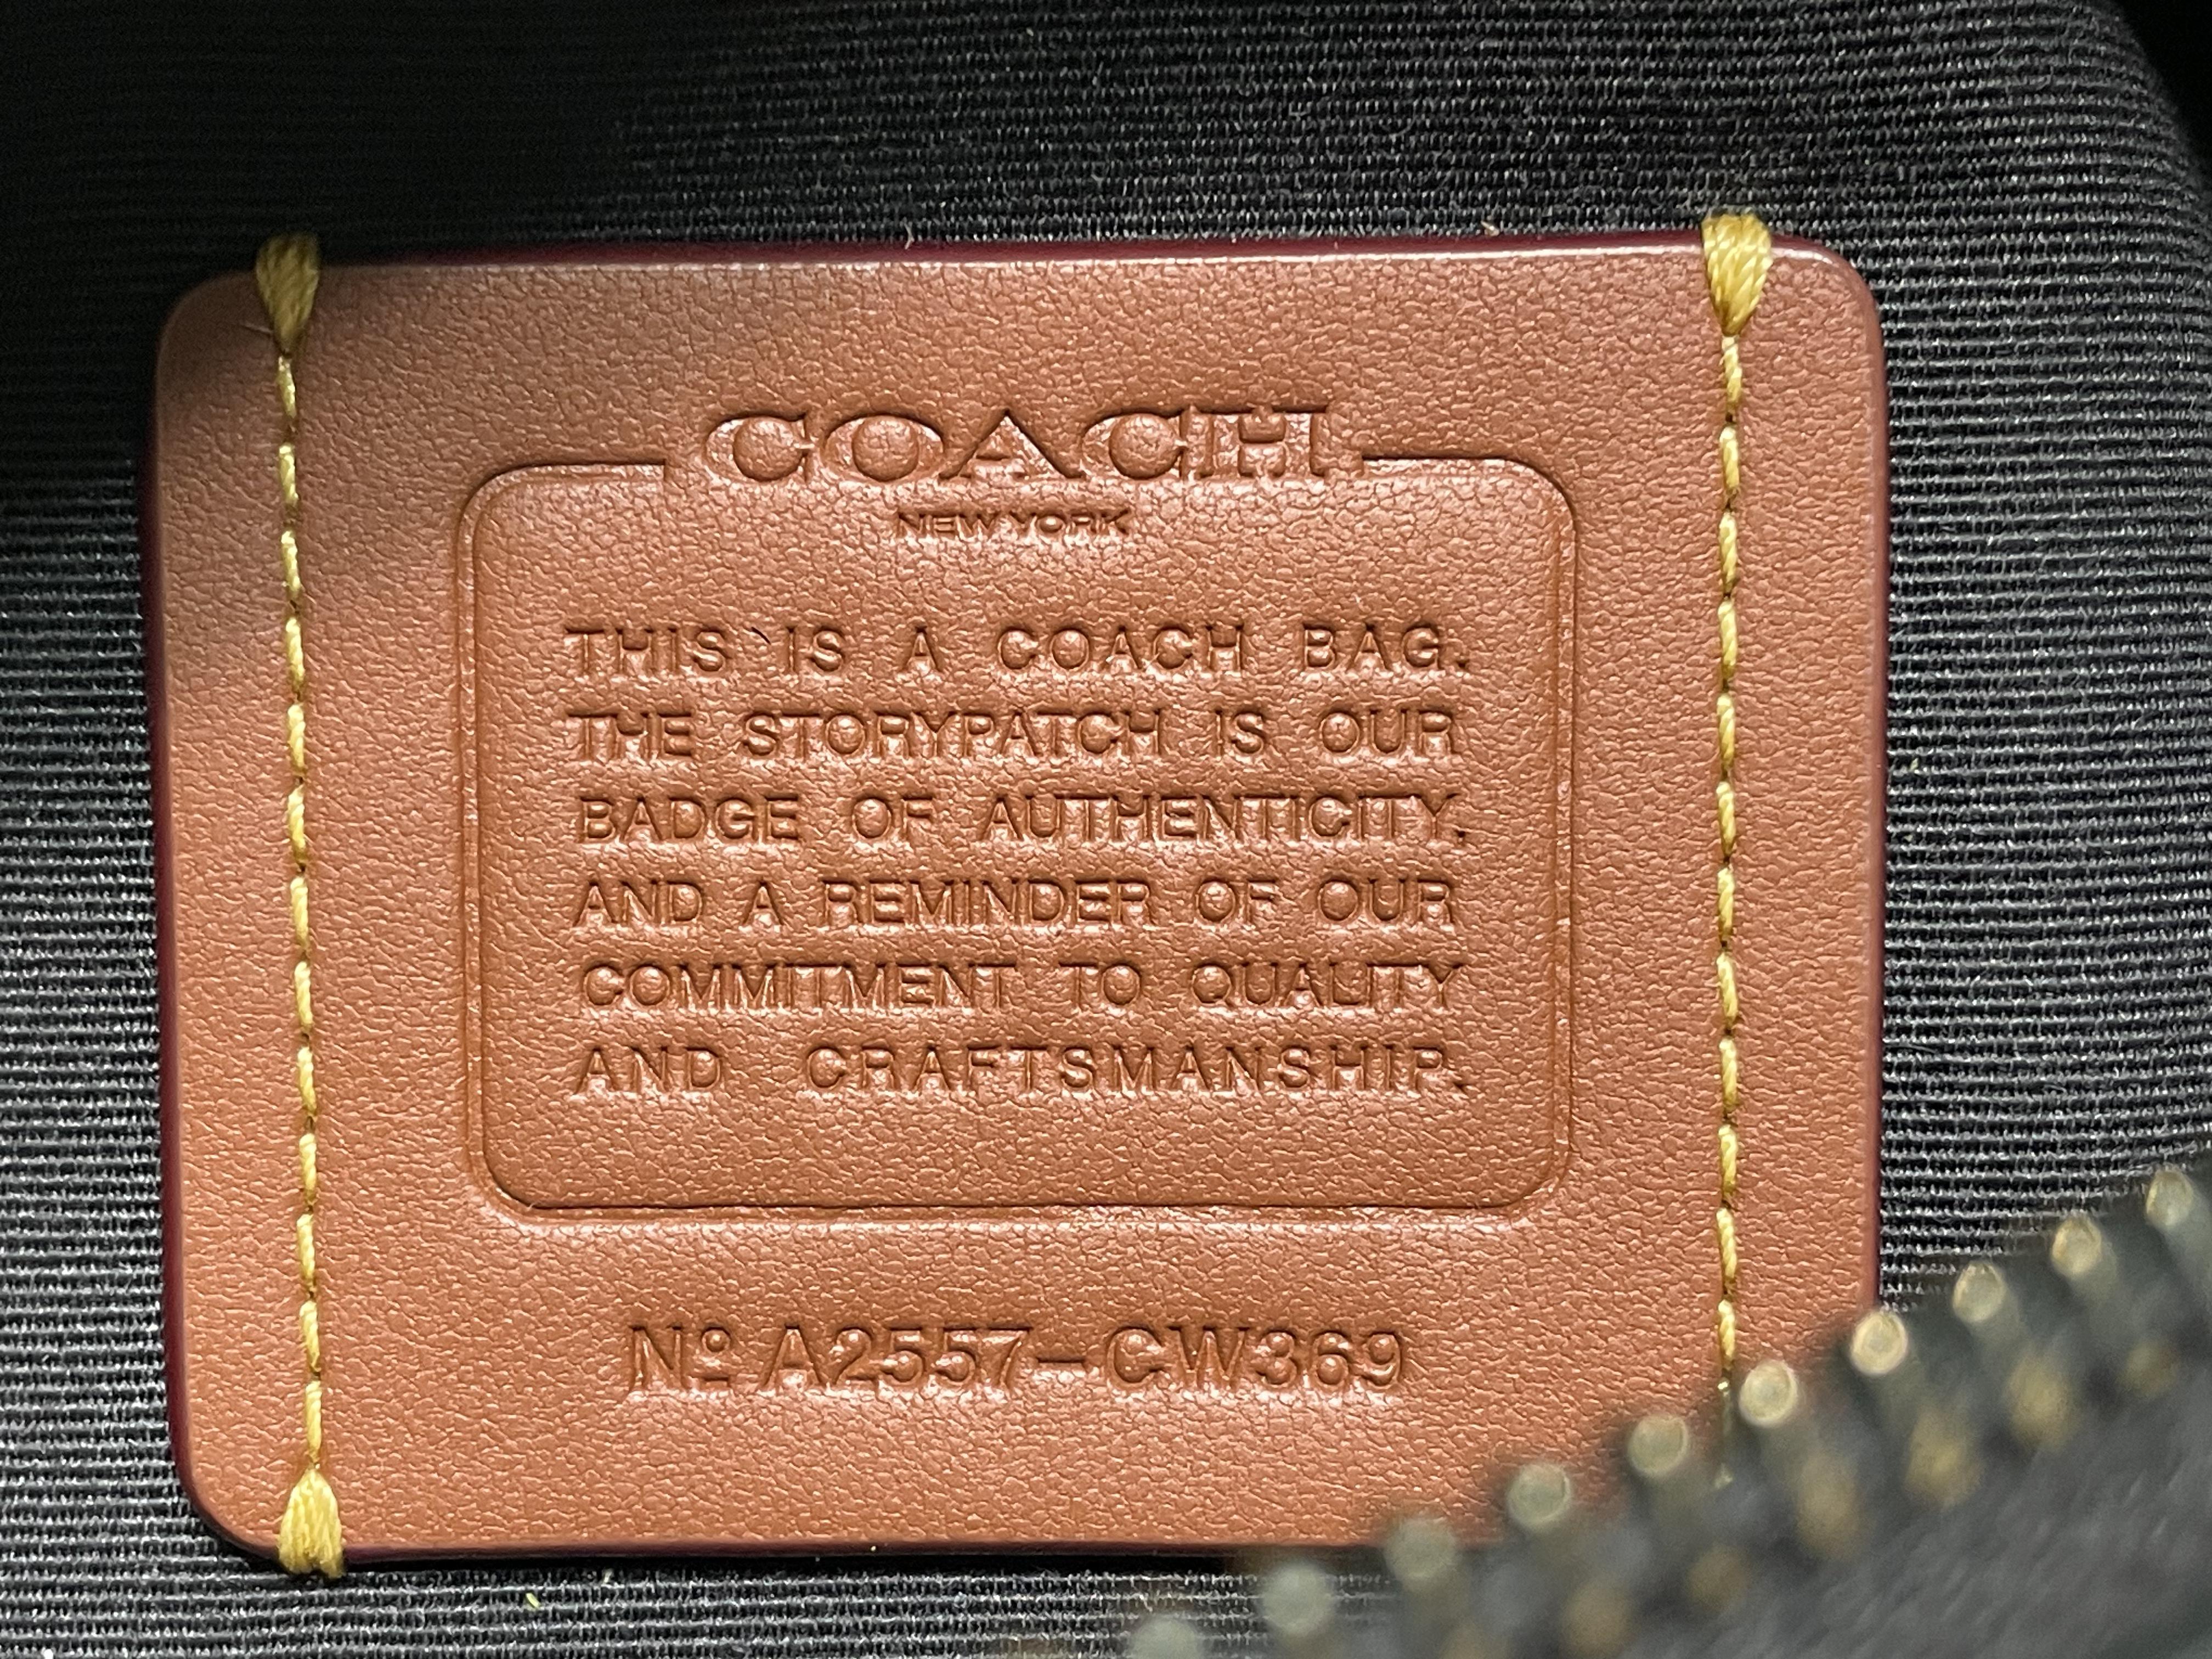 COACH
NEW YORK
THIS IS A COACH BAG.
THE STORYPATCH IS OUR
BADGE OF AUTHENTICITY,
AND A REMINDER OF OUR
COMMITMENT TO QUALITY
AND CRAFTSMANSHIP.
Nº A2557-CW369